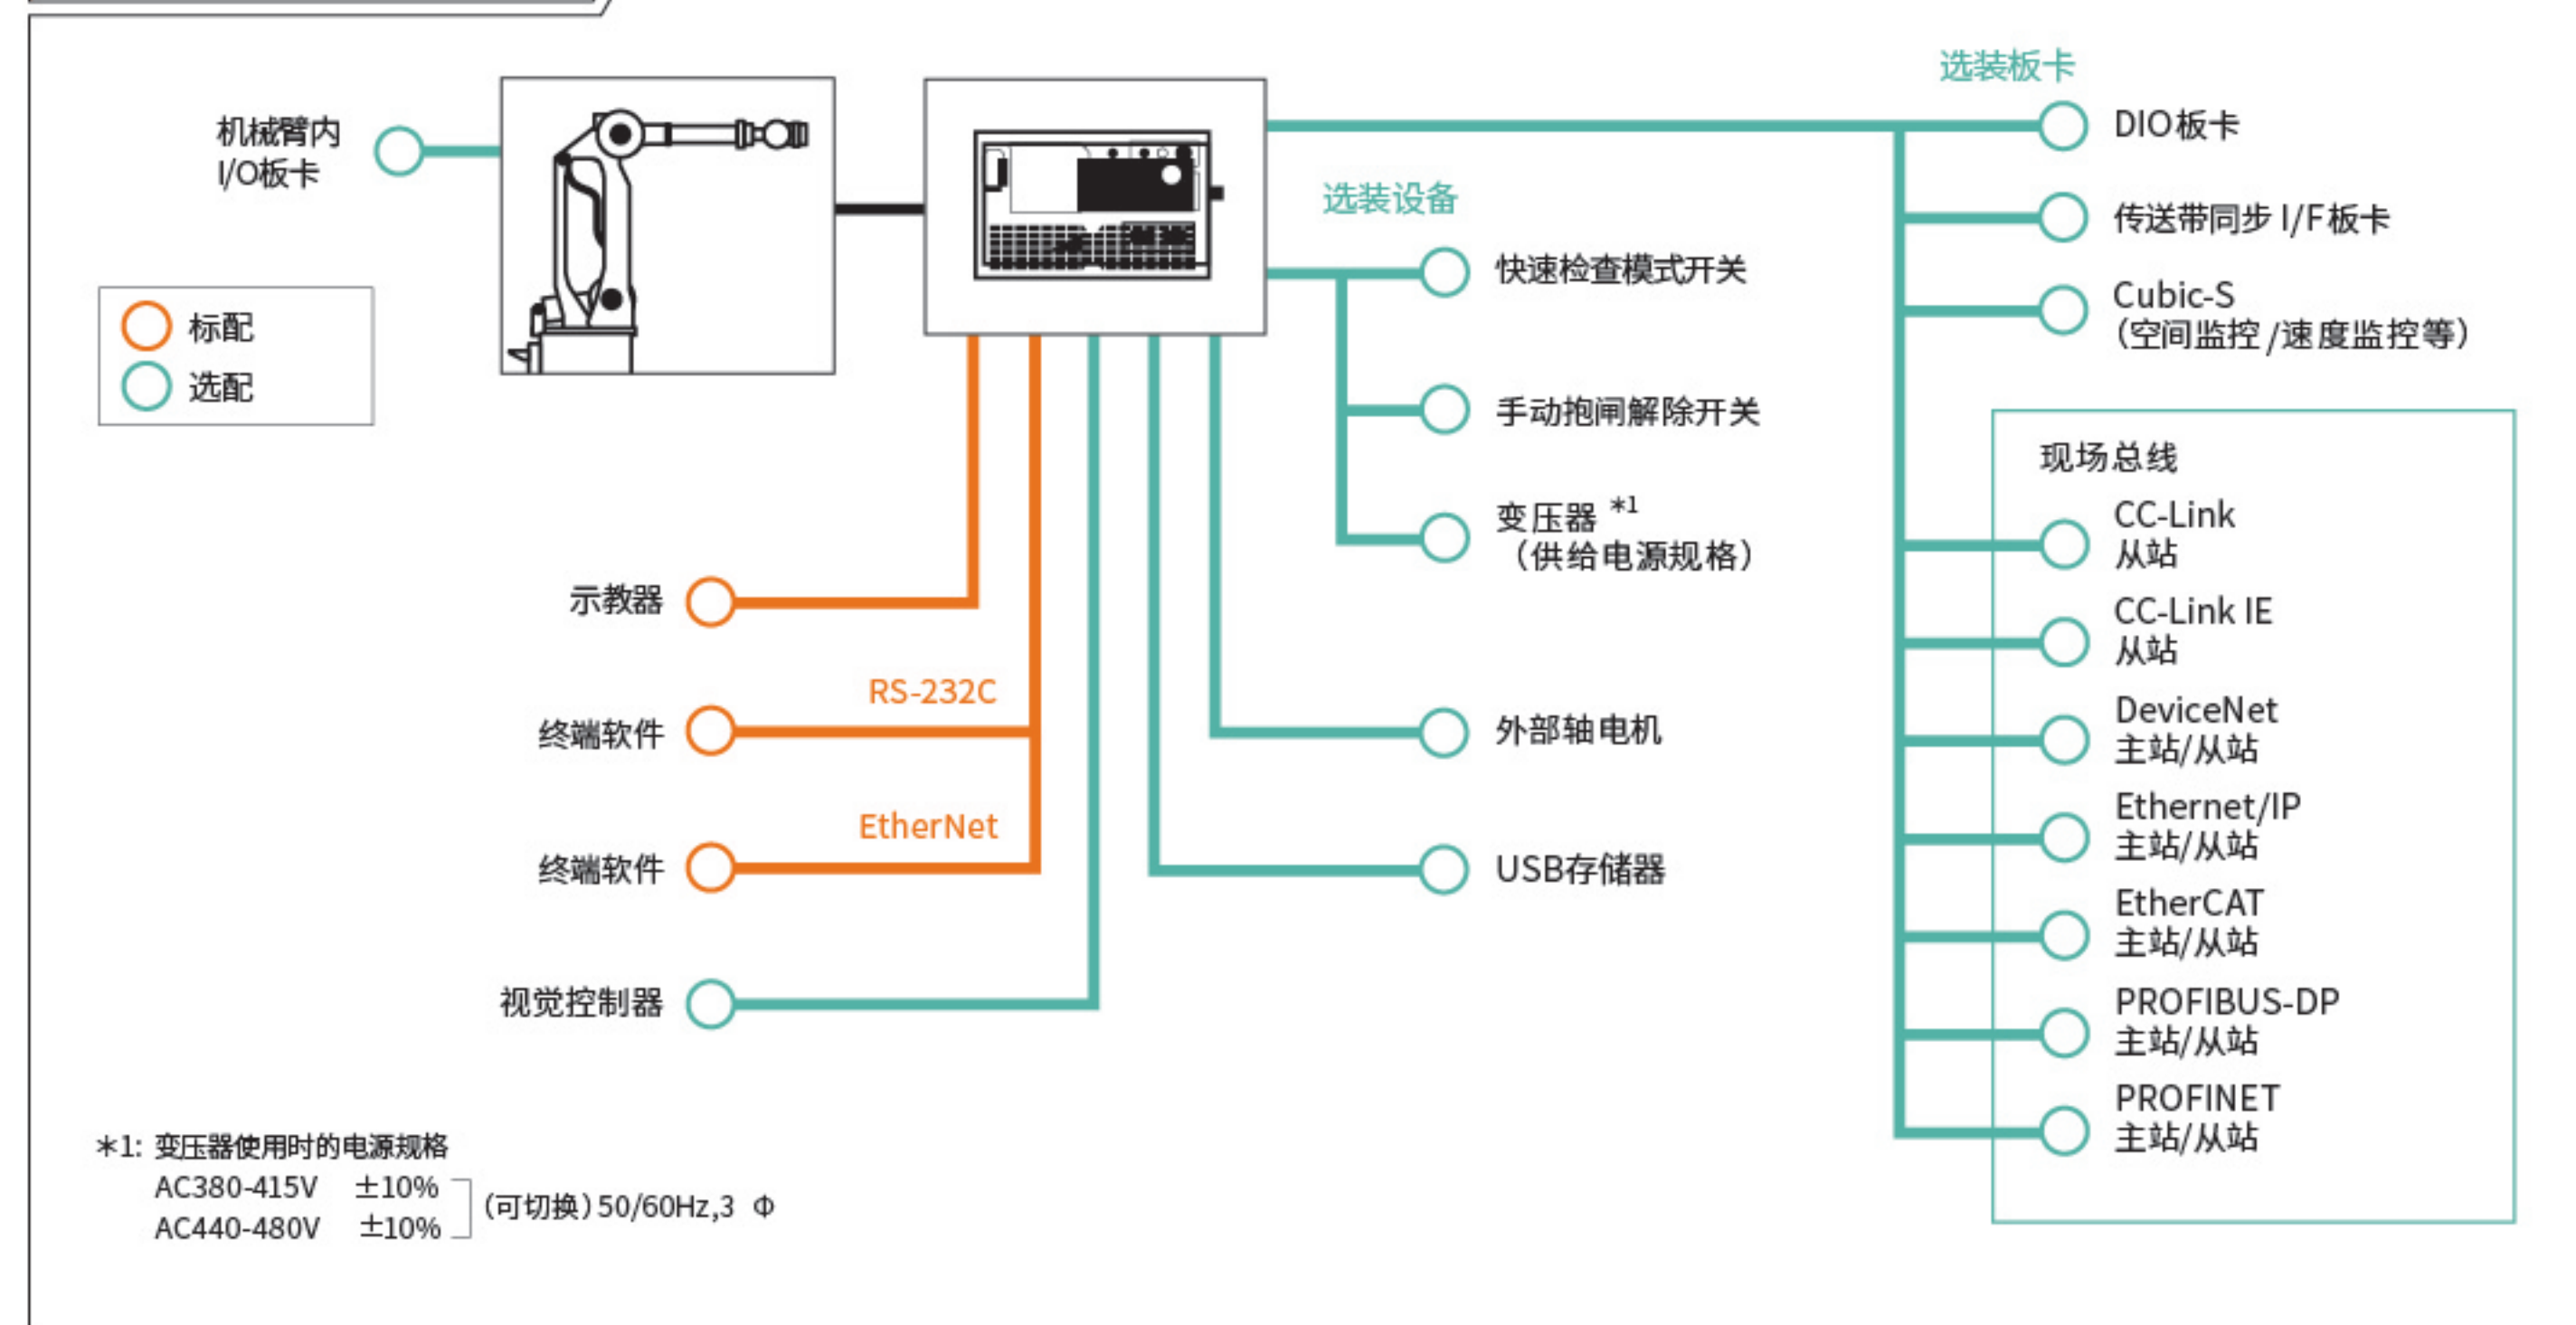 机械臂内
I/O板卡
标配
选配
示教器
RS-232C
终端软件
EtherNet
终端软件
视觉控制器
选装设备
快速检查模式开关
手动抱闸解除开关
变压器 *1
（供给电源规格）
外部轴电机
USB存储器
选装板卡
DIO板卡
传送带同步 I/F板卡
Cubic-S
（空间监控/速度监控等）
现场总线
CC-Link
从站
CC-Link IE
从站
DeviceNet
主站/从站
Ethernet/IP
主站/从站
EtherCAT
主站/从站
PROFIBUS-DP
主站/从站
PROFINET
主站/从站
*1: 变压器使用时的电源规格
AC380-415V ±10%
AC440-480V ±10%
（可切换）50/60Hz,3 Φ